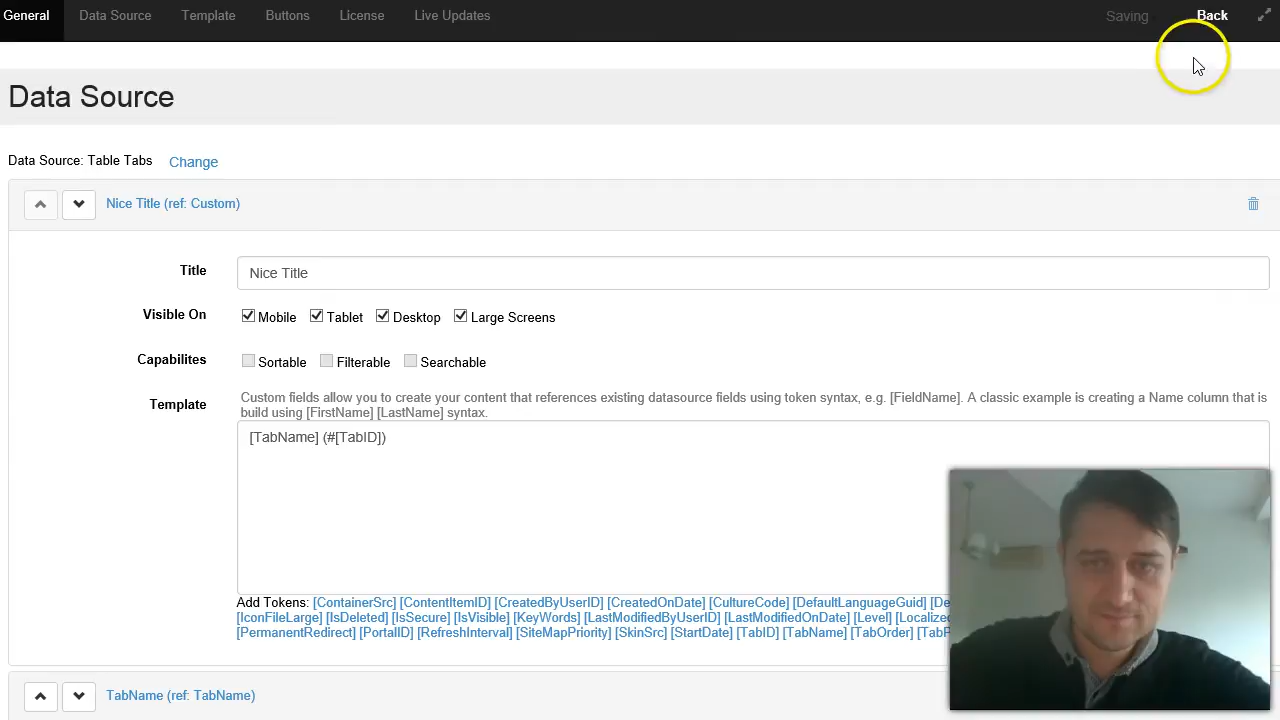 General Data Source Template Buttons License Live Updates Saving Back
Data Source
Data Source: Table Tabs Change
Nice Title (ref: Custom)
Title Nice Title
Visible On Mobile Tablet Desktop Large Screens
Capabilites Sortable Filterable Searchable
Template Custom fields allow you to create your content that references existing datasource fields using token syntax, e.g. [FieldName]. A classic example is creating a Name column that is
build using [FirstName] [LastName] syntax.
[TabName] (#[TabID])
Add Tokens: [ContainerSrc] [ContentItemID] [CreatedByUserID] [CreatedOnDate] [CultureCode] [DefaultLanguageGuid] [De
[IconFileLarge] [IsDeleted] [IsSecure] [IsVisible] [KeyWords] [LastModifiedByUserID] [LastModifiedOnDate] [Level] [Localized
[PermanentRedirect] [PortalID] [RefreshInterval] [SiteMapPriority] [SkinSrc] [StartDate] [TabID] [TabName] [TabOrder] [TabP
TabName (ref: TabName)